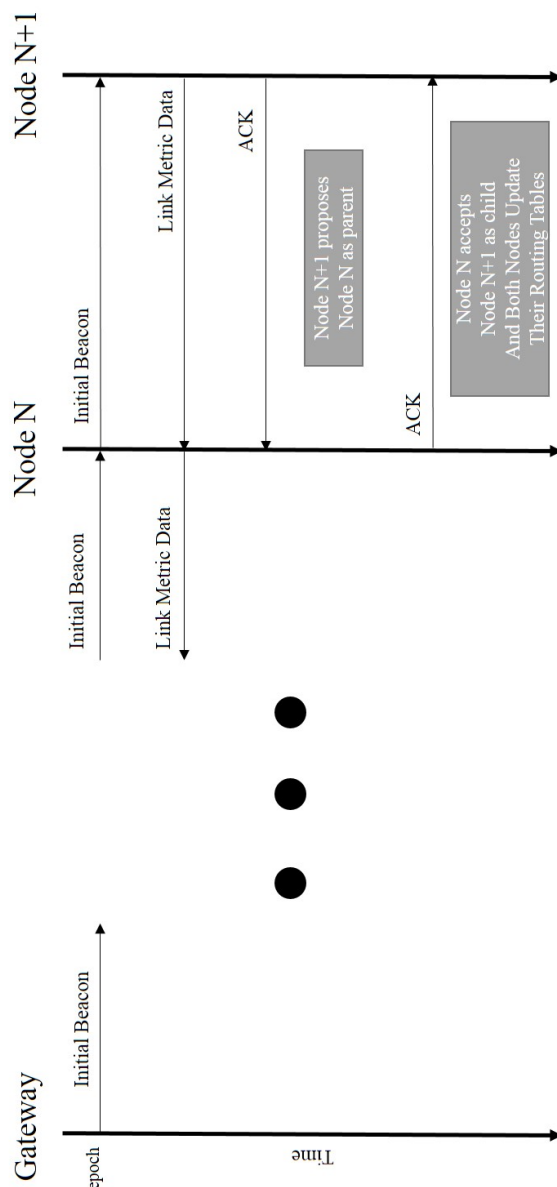 Gateway
Node N
Node N+1
epoch
Initial Beacon
Initial Beacon
Initial Beacon
Link Metric Data
Link Metric Data
ACK
Time
Node N+1 proposes
Node N as parent
ACK
Node N accepts
Node N+1 as child
And Both Nodes Update
Their Routing Tables